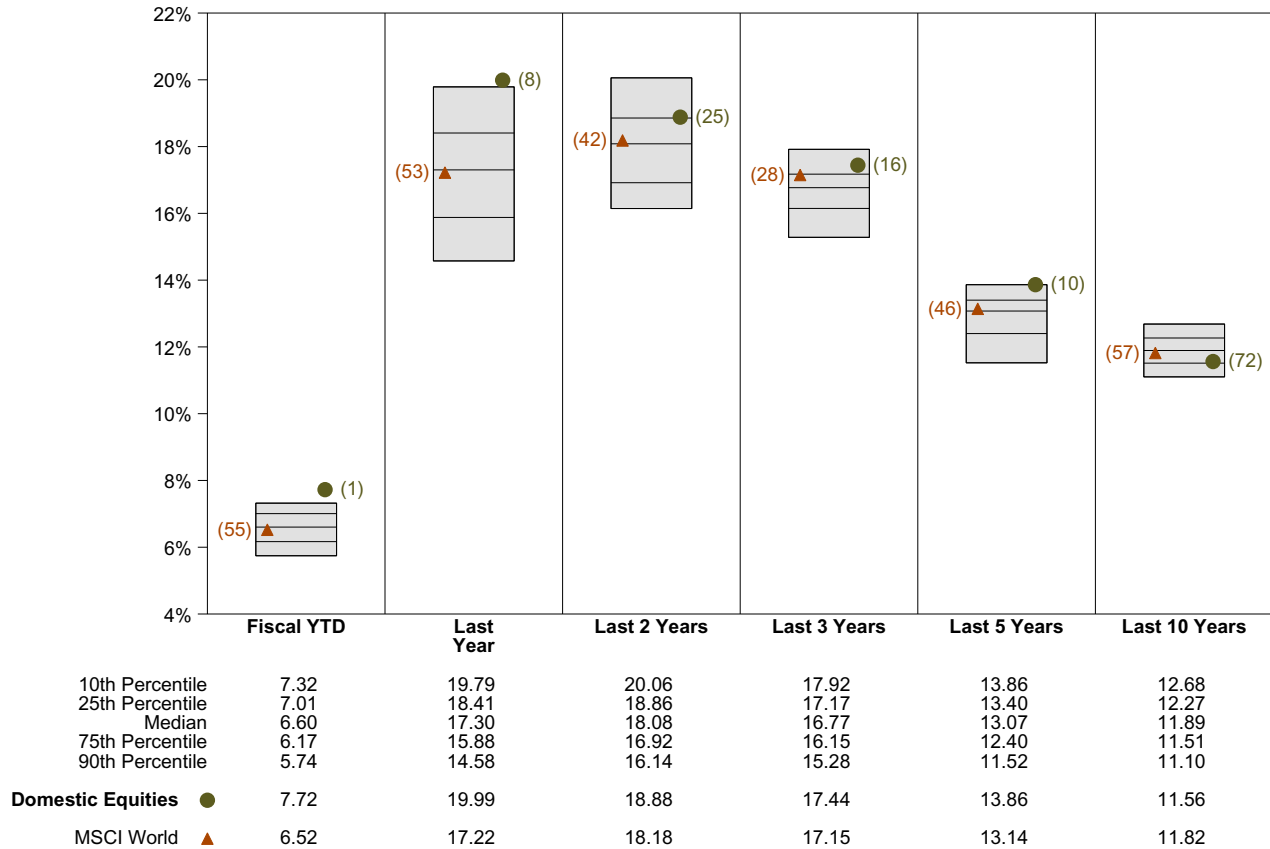 22%
20%
18%
16%
14%
12%
10%
8%
6%
4%
(55)
(1)
(53)
(8)
(42)
(25)
(28)
(16)
(46)
(10)
(57)
(72)
Fiscal YTD Last Year Last 2 Years Last 3 Years Last 5 Years Last 10 Years
10th Percentile 7.32 19.79 20.06 17.92 13.86 12.68
25th Percentile 7.01 18.41 18.86 17.17 13.40 12.27
Median 6.60 17.30 18.08 16.77 13.07 11.89
75th Percentile 6.17 15.88 16.92 16.15 12.40 11.51
90th Percentile 5.74 14.58 16.14 15.28 11.52 11.10
Domestic Equities 7.72 19.99 18.88 17.44 13.86 11.56
MSCI World 6.52 17.22 18.18 17.15 13.14 11.82